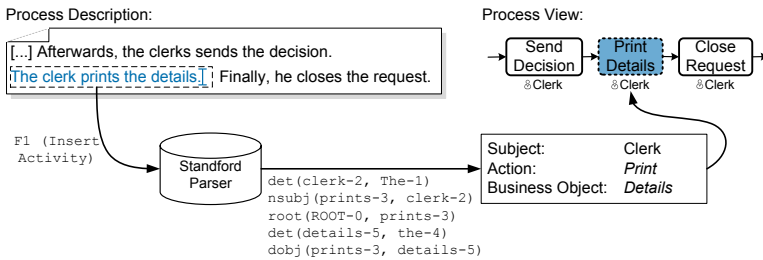 Process Description:
[...] Afterwards, the clerks sends the decision.
The clerk prints the details. Finally, he closes the request.
Process View:
Send Decision
Print Details
Close Request
Clerk
Clerk
Clerk
F1 (Insert
Activity)
Standford
Parser
det(clerk-2, The-1)
nsubj(prints-3, clerk-2)
root(ROOT-0, prints-3)
det(details-5, the-4)
dobj(prints-3, details-5)
Subject: Clerk
Action: Print
Business Object: Details